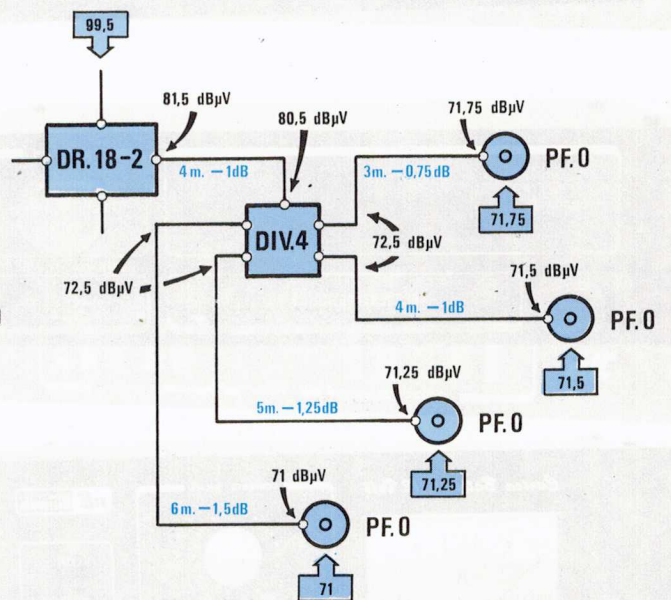 99,5
81,5 dBµV
80,5 dBµV
71,75 dBµV
DR.18-2
4 m. -1dB
3m.-0,75dB
PF.0
71,75
DIV.4
72,5 dBµV
72,5 dBµV
71,5 dBµV
4 m. -1dB
PF.0
71,5
71,25 dBµV
5m.-1,25dB
PF.0
71,25
71 dBµV
6m.-1,5dB
PF.0
71